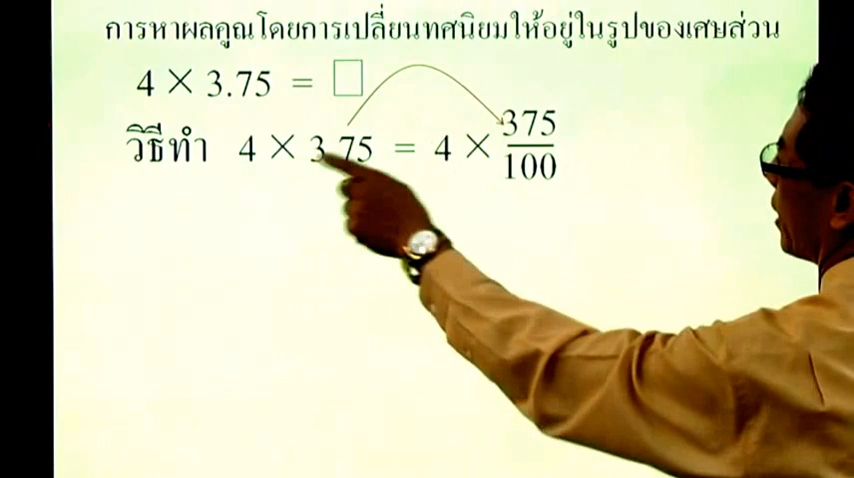 การหาผลคูณโดยการเปลี่ยนทศนิยมให้อยู่ในรูปของเศษส่วน
4 × 3.75 = □
วิธีทำ 4 × 3.75 = 4 × 375/100